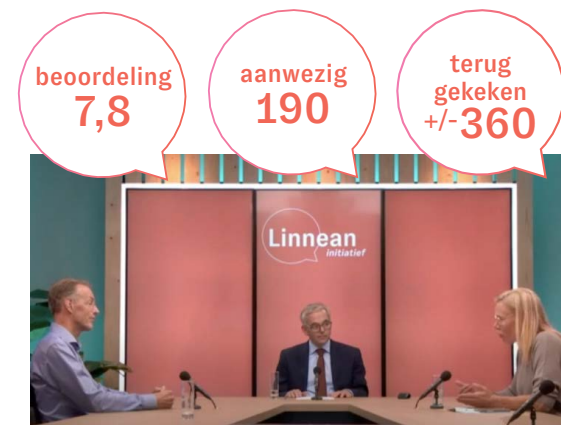 beoordeling
7,8
aanwezig
190
terug
gekeken
+/-360
Linnean
initiatief